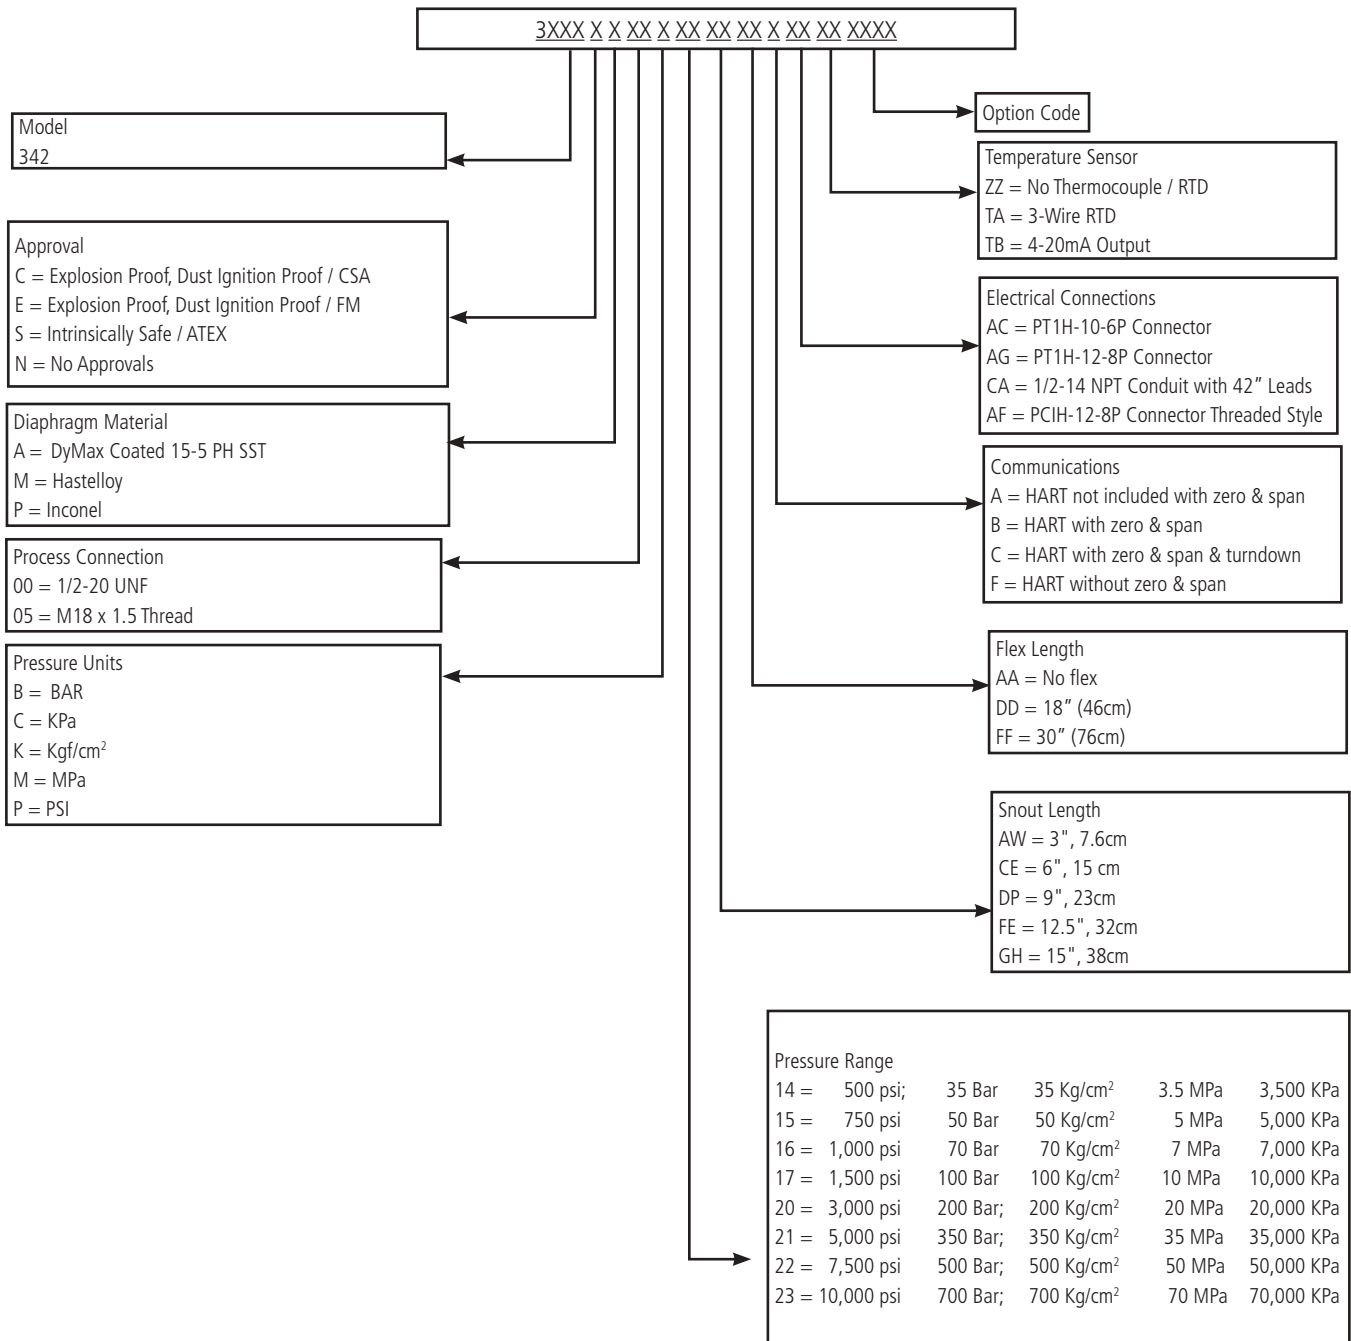 3XXX X X XX X XX XX XX X XX XX XXXX
Model
342
Approval
C = Explosion Proof, Dust Ignition Proof / CSA
E = Explosion Proof, Dust Ignition Proof / FM
S = Intrinsically Safe / ATEX
N = No Approvals
Diaphragm Material
A = DyMax Coated 15-5 PH SST
M = Hastelloy
P = Inconel
Process Connection
00 = 1/2-20 UNF
05 = M18 x 1.5 Thread
Pressure Units
B = BAR
C = KPa
K = Kgf/cm²
M = MPa
P = PSI
Option Code
Temperature Sensor
ZZ = No Thermocouple / RTD
TA = 3-Wire RTD
TB = 4-20mA Output
Electrical Connections
AC = PT1H-10-6P Connector
AG = PT1H-12-8P Connector
CA = 1/2-14 NPT Conduit with 42” Leads
AF = PCIH-12-8P Connector Threaded Style
Communications
A = HART not included with zero & span
B = HART with zero & span
C = HART with zero & span & turndown
F = HART without zero & span
Flex Length
AA = No flex
DD = 18” (46cm)
FF = 30” (76cm)
Snout Length
AW = 3", 7.6cm
CE = 6", 15 cm
DP = 9", 23cm
FE = 12.5", 32cm
GH = 15", 38cm
Pressure Range
14 = 500 psi; 35 Bar 35 Kg/cm² 3.5 MPa 3,500 KPa
15 = 750 psi 50 Bar 50 Kg/cm² 5 MPa 5,000 KPa
16 = 1,000 psi 70 Bar 70 Kg/cm² 7 MPa 7,000 KPa
17 = 1,500 psi 100 Bar 100 Kg/cm² 10 MPa 10,000 KPa
20 = 3,000 psi 200 Bar; 200 Kg/cm² 20 MPa 20,000 KPa
21 = 5,000 psi 350 Bar; 350 Kg/cm² 35 MPa 35,000 KPa
22 = 7,500 psi 500 Bar; 500 Kg/cm² 50 MPa 50,000 KPa
23 = 10,000 psi 700 Bar; 700 Kg/cm² 70 MPa 70,000 KPa